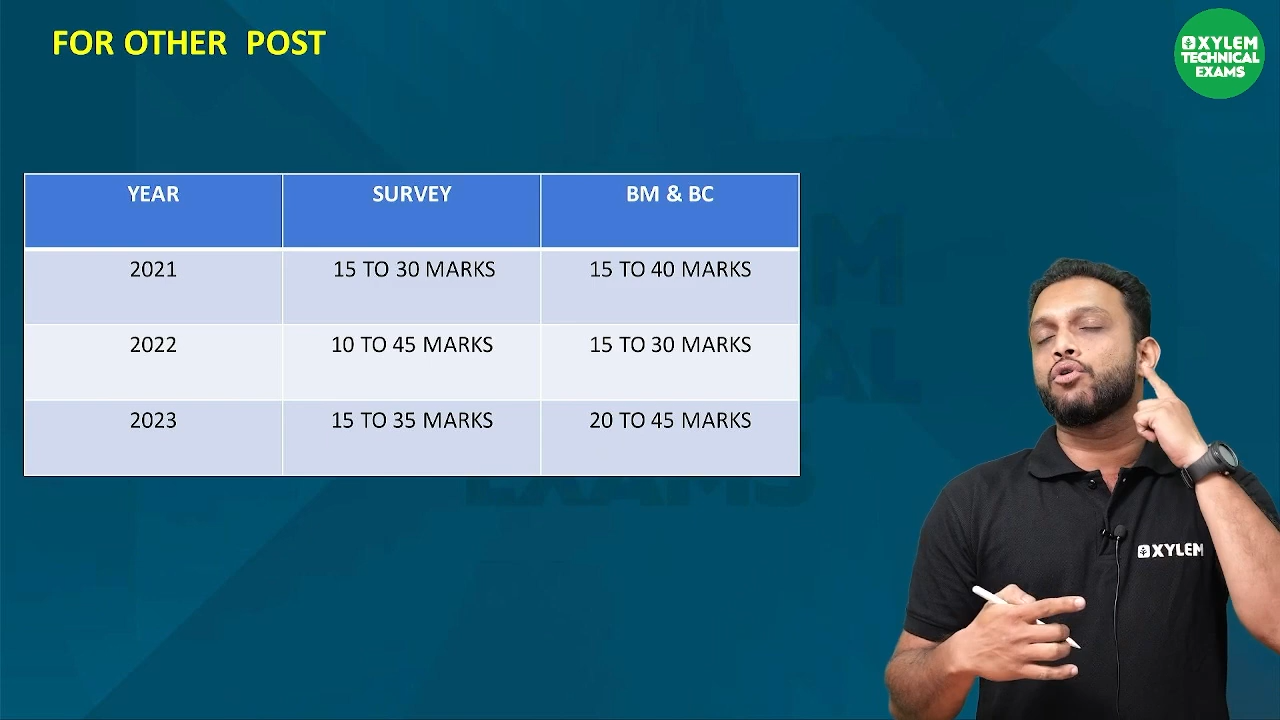 FOR OTHER POST
XYLEM
TECHNICAL
EXAMS
YEAR SURVEY BM & BC
2021 15 TO 30 MARKS 15 TO 40 MARKS
2022 10 TO 45 MARKS 15 TO 30 MARKS
2023 15 TO 35 MARKS 20 TO 45 MARKS
EXAMS
XYLEM